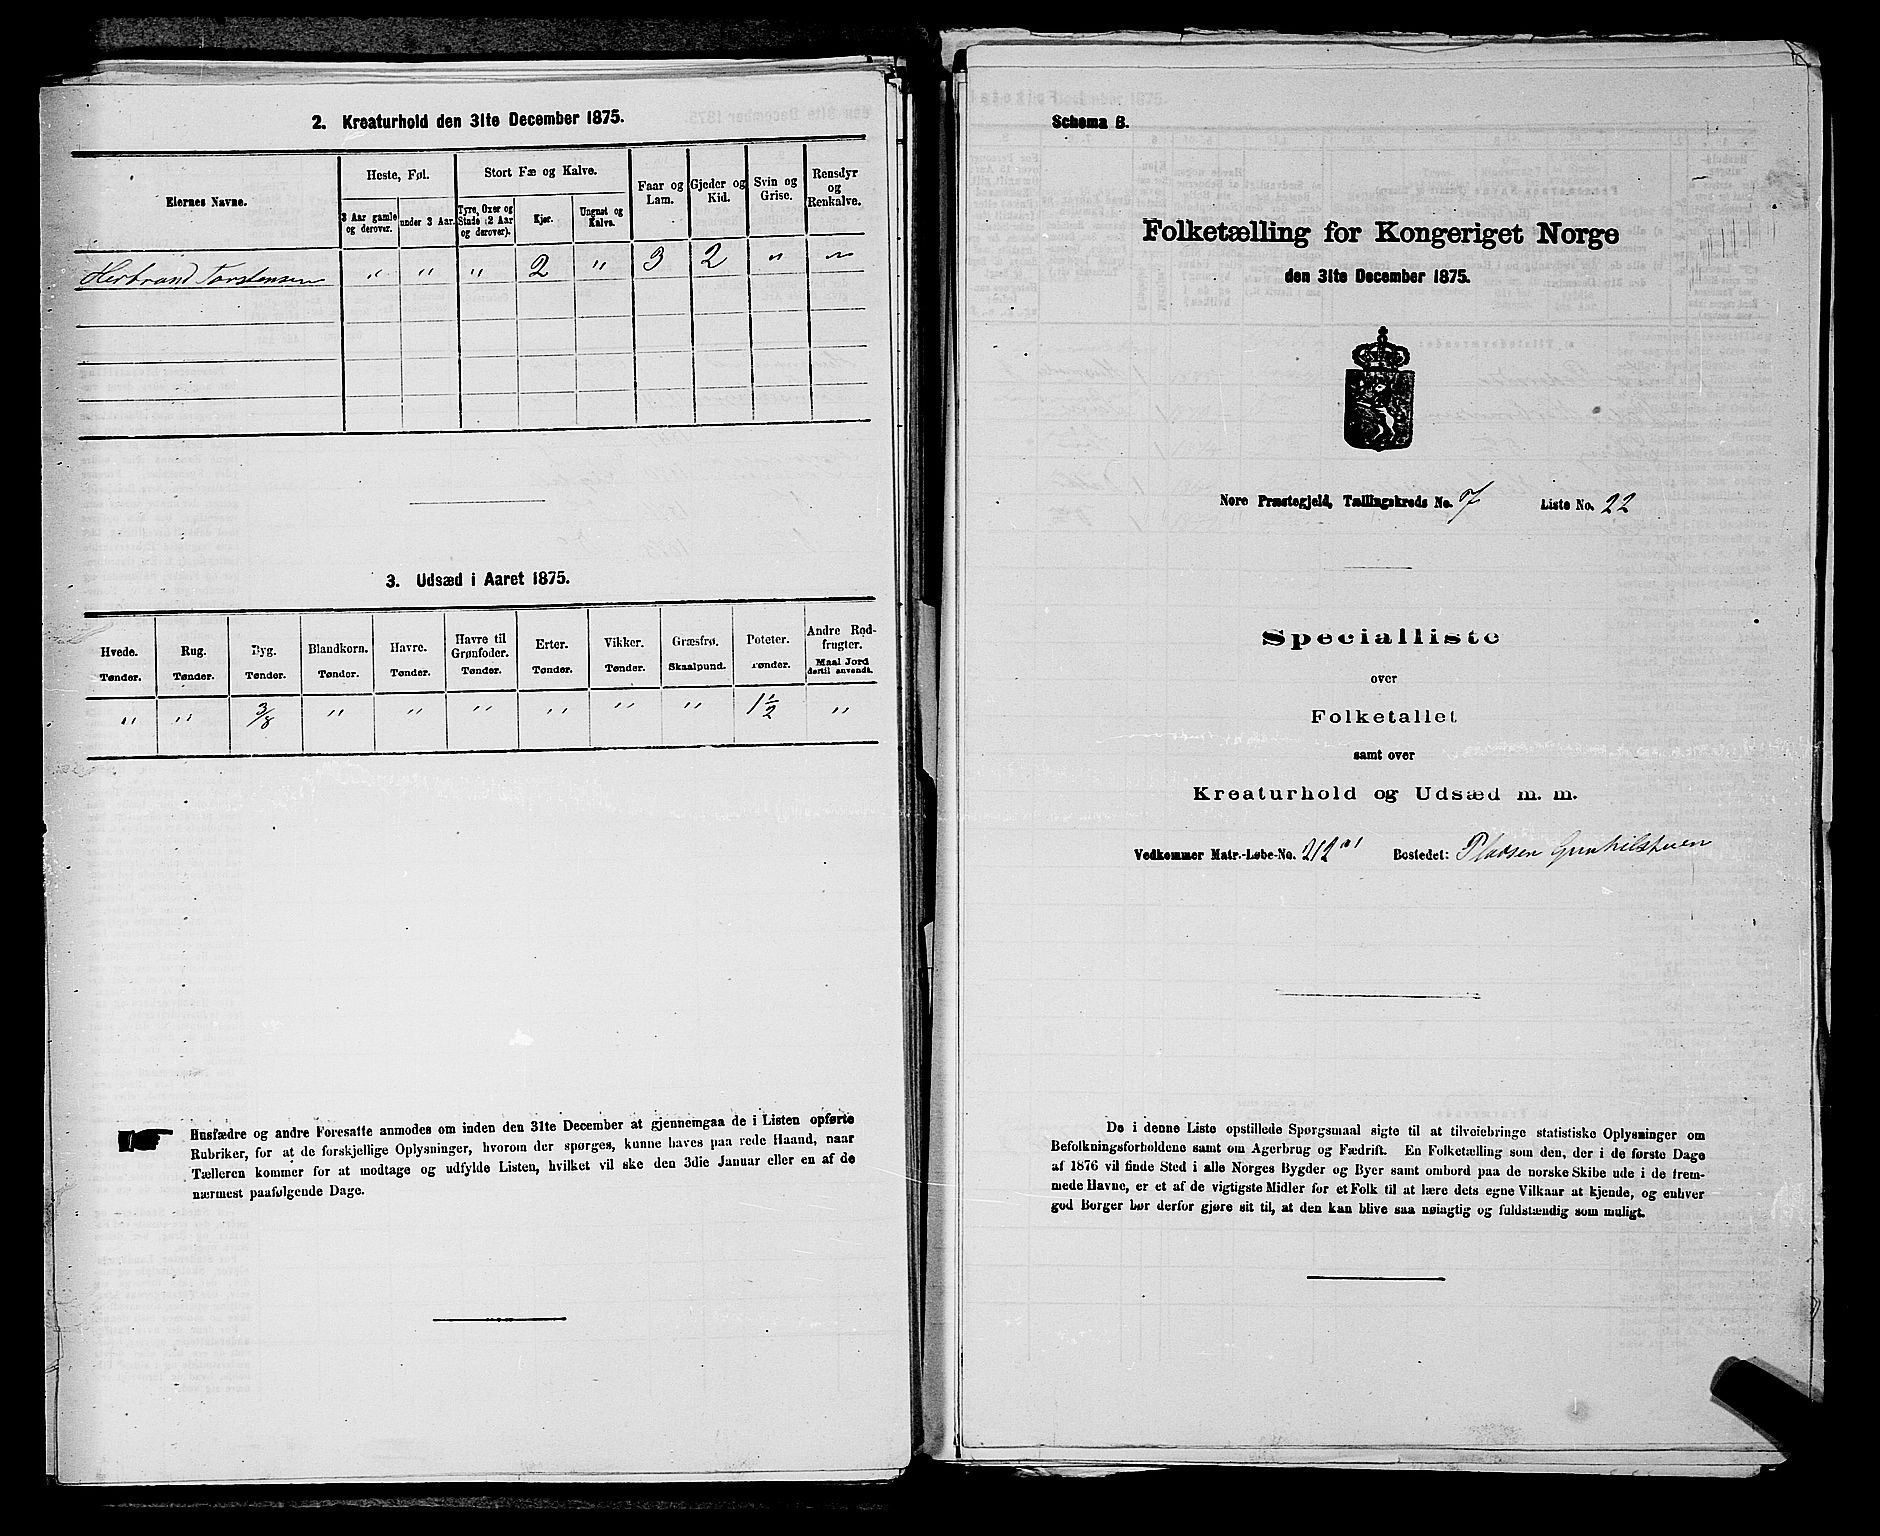 2. Kreaturhold den 31te December 1875.
Eiernes Navne.
Heste, Føl.
Stort Fæ og Kalve.
Faar og Lam.
Gjeder og Kid.
Svin og Grise.
Rensdyr og Renkalve.
3 Aar gamle og derover.
under 3 Aar.
Tyre, Oxer og Stude (2 Aar og derover).
Kjør.
Ungnøt og Kalve.
Herbrand Torstensen " " " 2 " 3 2 " "
3. Udsæd i Aaret 1875.
Hvede. Rug. Byg. Blandkorn. Havre. Havre til Grønfoder. Erter. Vikker. Græsfrø. Poteter. Andre Rodfrugter.
Tønder. Tønder. Tønder. Tønder. Tønder. Tønder. Tønder. Tønder. Skaalpund. Tønder. Maal Jord dertil anvendt.
" " 3/8 " " " " " " 1 1/2 "
Husfædre og andre Foresatte anmodes om inden den 31te December at gjennemgaa de i Listen opførte
Rubriker, for at de forskjellige Oplysninger, hvorom der spørges, kunne haves paa rede Haand, naar
Tælleren kommer for at modtage og udfylde Listen, hvilket vil ske den 3die Januar eller en af de
nærmest paafølgende Dage.
Schema B.
Folketælling for Kongeriget Norge
den 31te December 1875.
Nore Præstegjeld, Tællingskreds No. 7 Liste No. 22
Specialliste
over
Folketallet
samt over
Kreaturhold og Udsæd m. m.
Vedkommer Matr.-Løbe-No. 212 Bostedet: Pladsen Gunhilstuen
De i denne Liste opstillede Spørgsmaal sigte til at tilveiebringe statistiske Oplysninger om
Befolkningsforholdene samt om Agerbrug og Fædrift. En Folketælling som den, der i de første Dage
af 1876 vil finde Sted i alle Norges Bygder og Byer samt ombord paa de norske Skibe ude i de frem-
mede Havne, er et af de vigtigste Midler for et Folk til at lære dets egne Vilkaar at kjende, og enhver
god Borger bør derfor gjøre sit til, at den kan blive saa nøiagtig og fuldstændig som muligt.